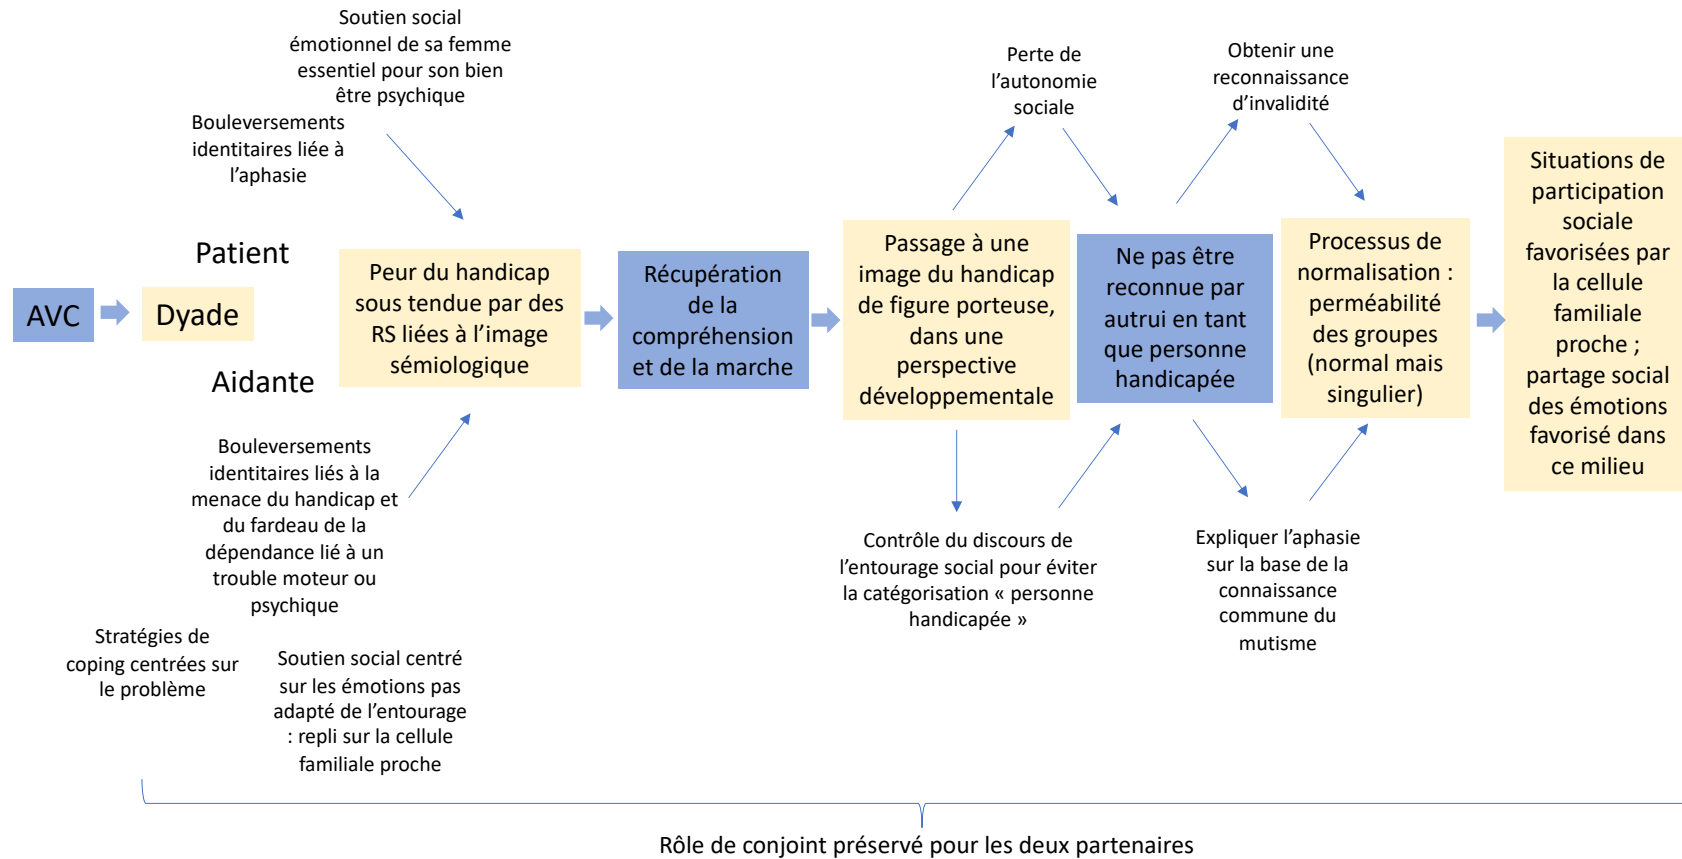 Soutien social
émotionnel de sa femme
essentiel pour son bien
être psychique
Bouleversements
identitaires liée à
l'aphasie
Patient
AVC
Dyade
Aidante
Bouleversements
identitaires liés à la
menace du handicap et
du fardeau de la
dépendance lié à un
trouble moteur ou
psychique
Stratégies de
coping centrées sur
le problème
Soutien social centré
sur les émotions pas
adapté de l'entourage
: repli sur la cellule
familiale proche
Peur du handicap
sous tendue par des
RS liées à l'image
sémiologique
Récupération
de la
compréhension
et de la marche
Passage à une
image du handicap
de figure porteuse,
dans une
perspective
développementale
Perte de
l'autonomie
sociale
Contrôle du discours de
l'entourage social pour éviter
la catégorisation « personne
handicapée »
Ne pas être
reconnue par
autrui en tant
que personne
handicapée
Obtenir une
reconnaissance
d'invalidité
Expliquer l'aphasie
sur la base de la
connaissance
commune du
mutisme
Processus de
normalisation :
perméabilité
des groupes
(normal mais
singulier)
Situations de
participation
sociale
favorisées par
la cellule
familiale
proche ;
partage social
des émotions
favorisé dans
ce milieu
Rôle de conjoint préservé pour les deux partenaires